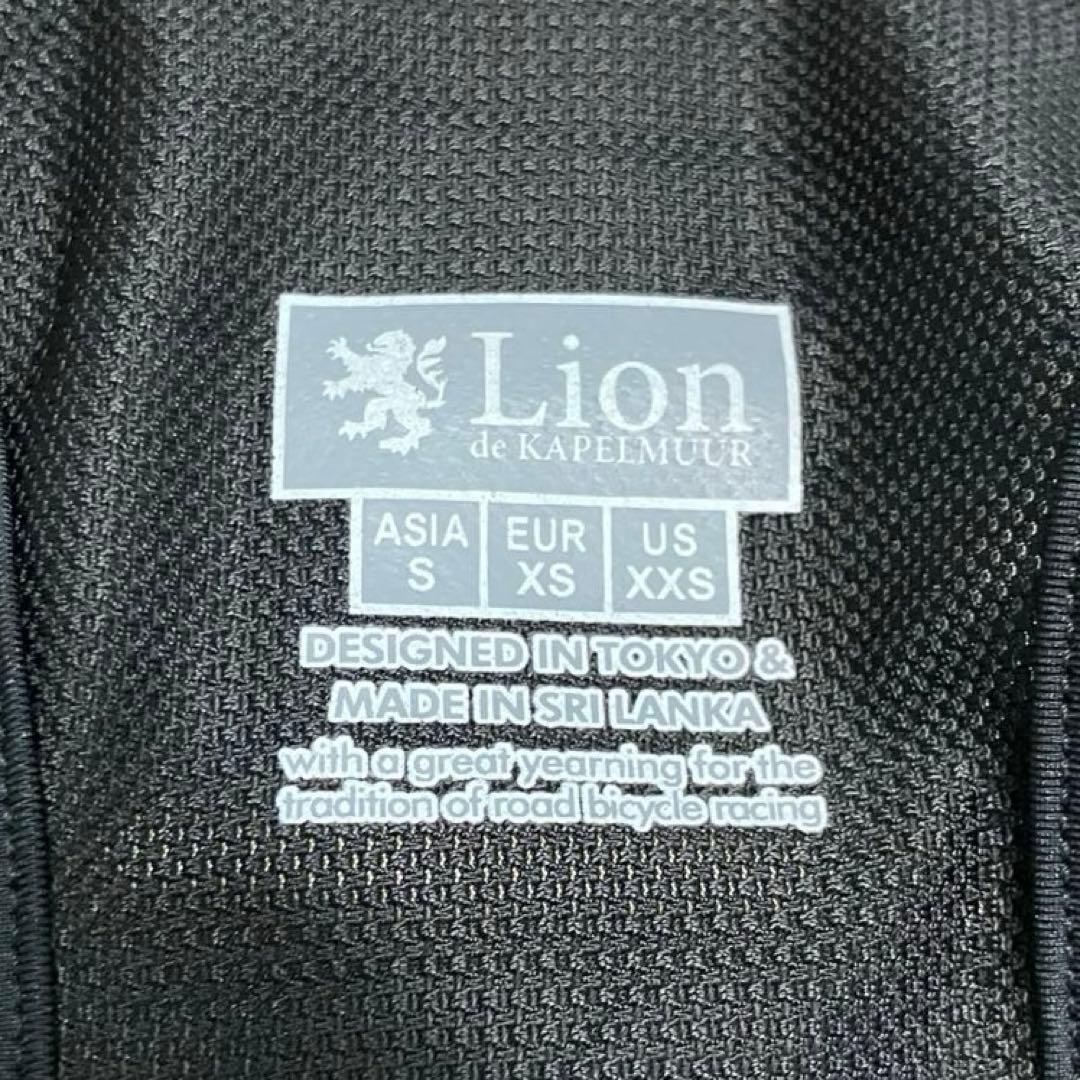 Lion
de KAPELMUUR
ASIA EUR US
S XS XXS
DESIGNED IN TOKYO &
MADE IN SRI LANKA
with a great yearning for the
tradition of road bicycle racing